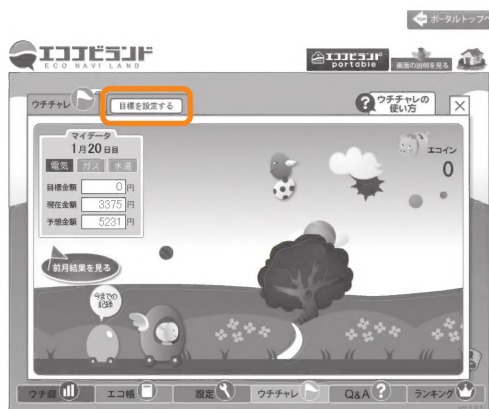 ポータルトップへ
エココナビランド
ECO NAVI LAND
エココナビランド
portable
画面の説明を見る
ウチチャレ
目標を設定する
?
ウチチャレの
使い方
×
マイデータ
1月20日目
電気 ガス 水道
目標金額 0 円
現在金額 3375 円
予想金額 5231 円
エコイン
0
前月結果を見る
今までの
記録
ウチ録 エコ帳 設定 ウチチャレ Q&A ? ランキング